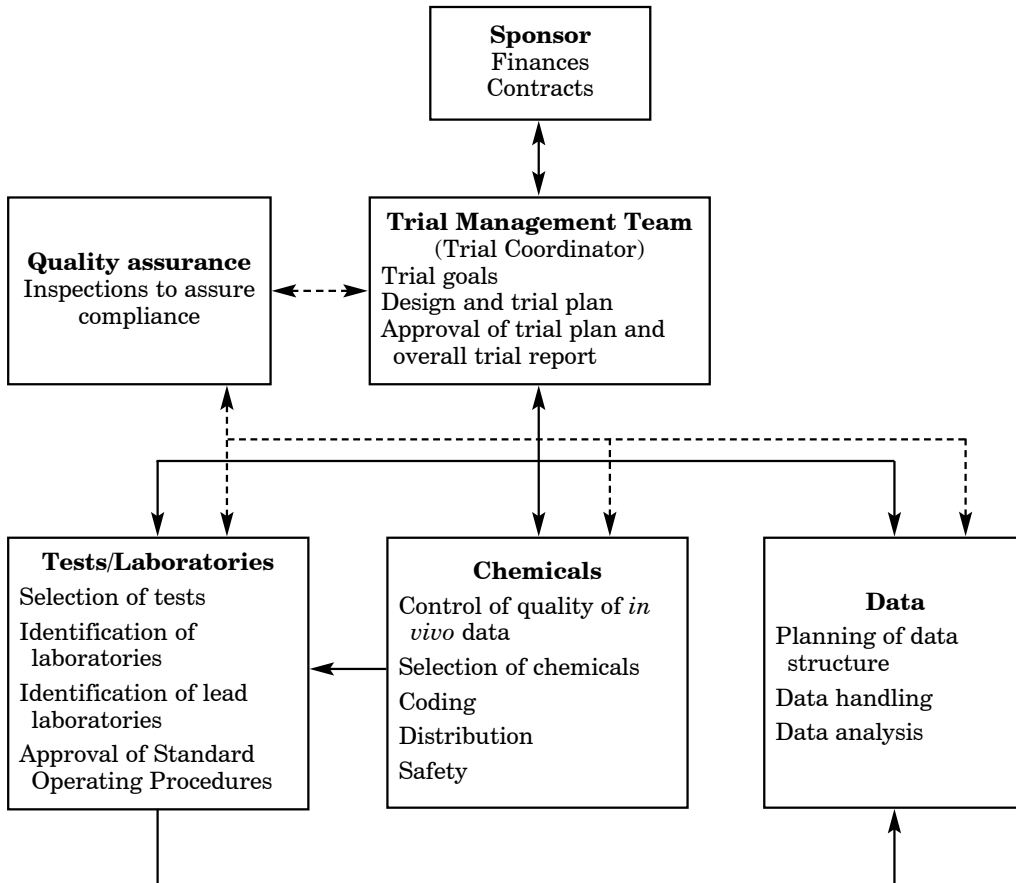 Sponsor
Finances
Contracts
Quality assurance
Inspections to assure
compliance
Trial Management Team
(Trial Coordinator)
Trial goals
Design and trial plan
Approval of trial plan and
overall trial report
Tests/Laboratories
Selection of tests
Identification of
laboratories
Identification of lead
laboratories
Approval of Standard
Operating Procedures
Chemicals
Control of quality of in
vivo data
Selection of chemicals
Coding
Distribution
Safety
Data
Planning of data
structure
Data handling
Data analysis